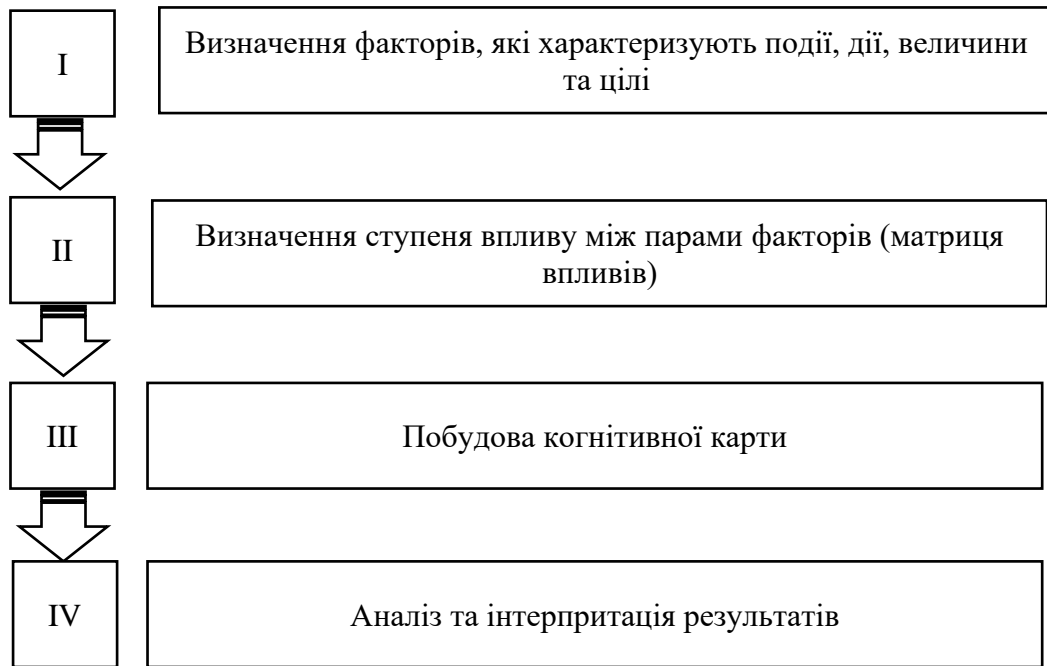 I
Визначення факторів, які характеризують події, дії, величини
та цілі
II
Визначення ступеня впливу між парами факторів (матриця
впливів)
III
Побудова когнітивної карти
IV
Аналіз та інтерпритація результатів